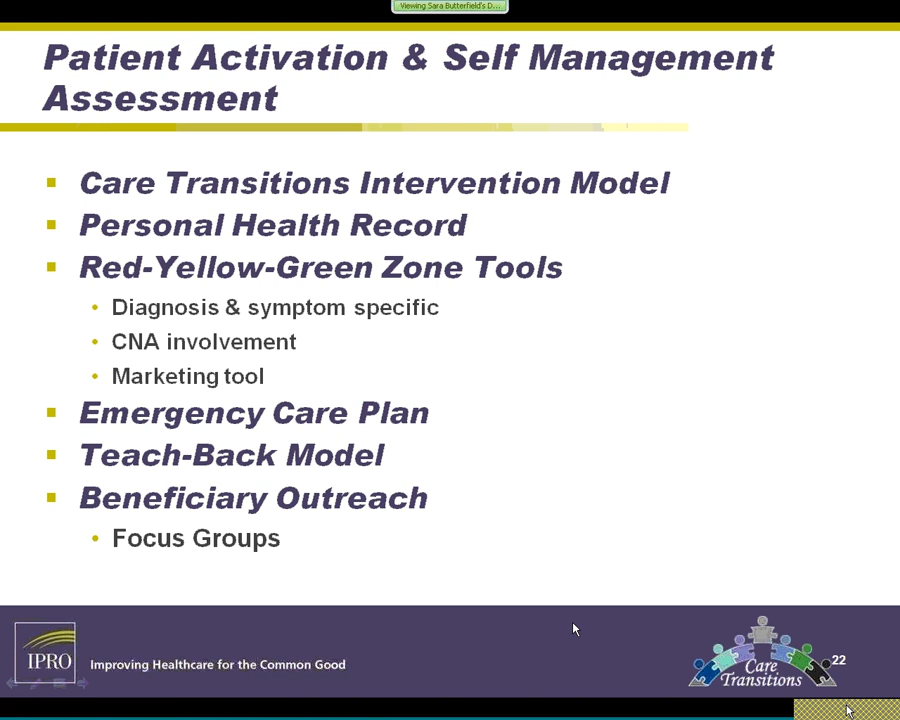 Viewing Sara Butterfield's D...
Patient Activation & Self Management
Assessment
Care Transitions Intervention Model
Personal Health Record
Red-Yellow-Green Zone Tools
Diagnosis & symptom specific
CNA involvement
Marketing tool
Emergency Care Plan
Teach-Back Model
Beneficiary Outreach
Focus Groups
IPRO
Improving Healthcare for the Common Good
Care
Transitions
22